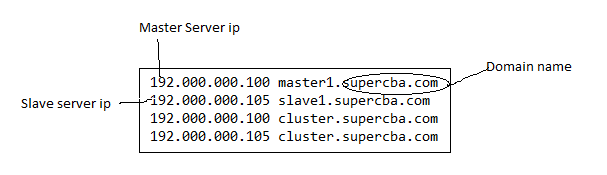 Master Server ip
Domain name
192.000.000.100 master1.supercba.com
Slave server ip
192.000.000.105 slave1.supercba.com
192.000.000.100 cluster.supercba.com
192.000.000.105 cluster.supercba.com